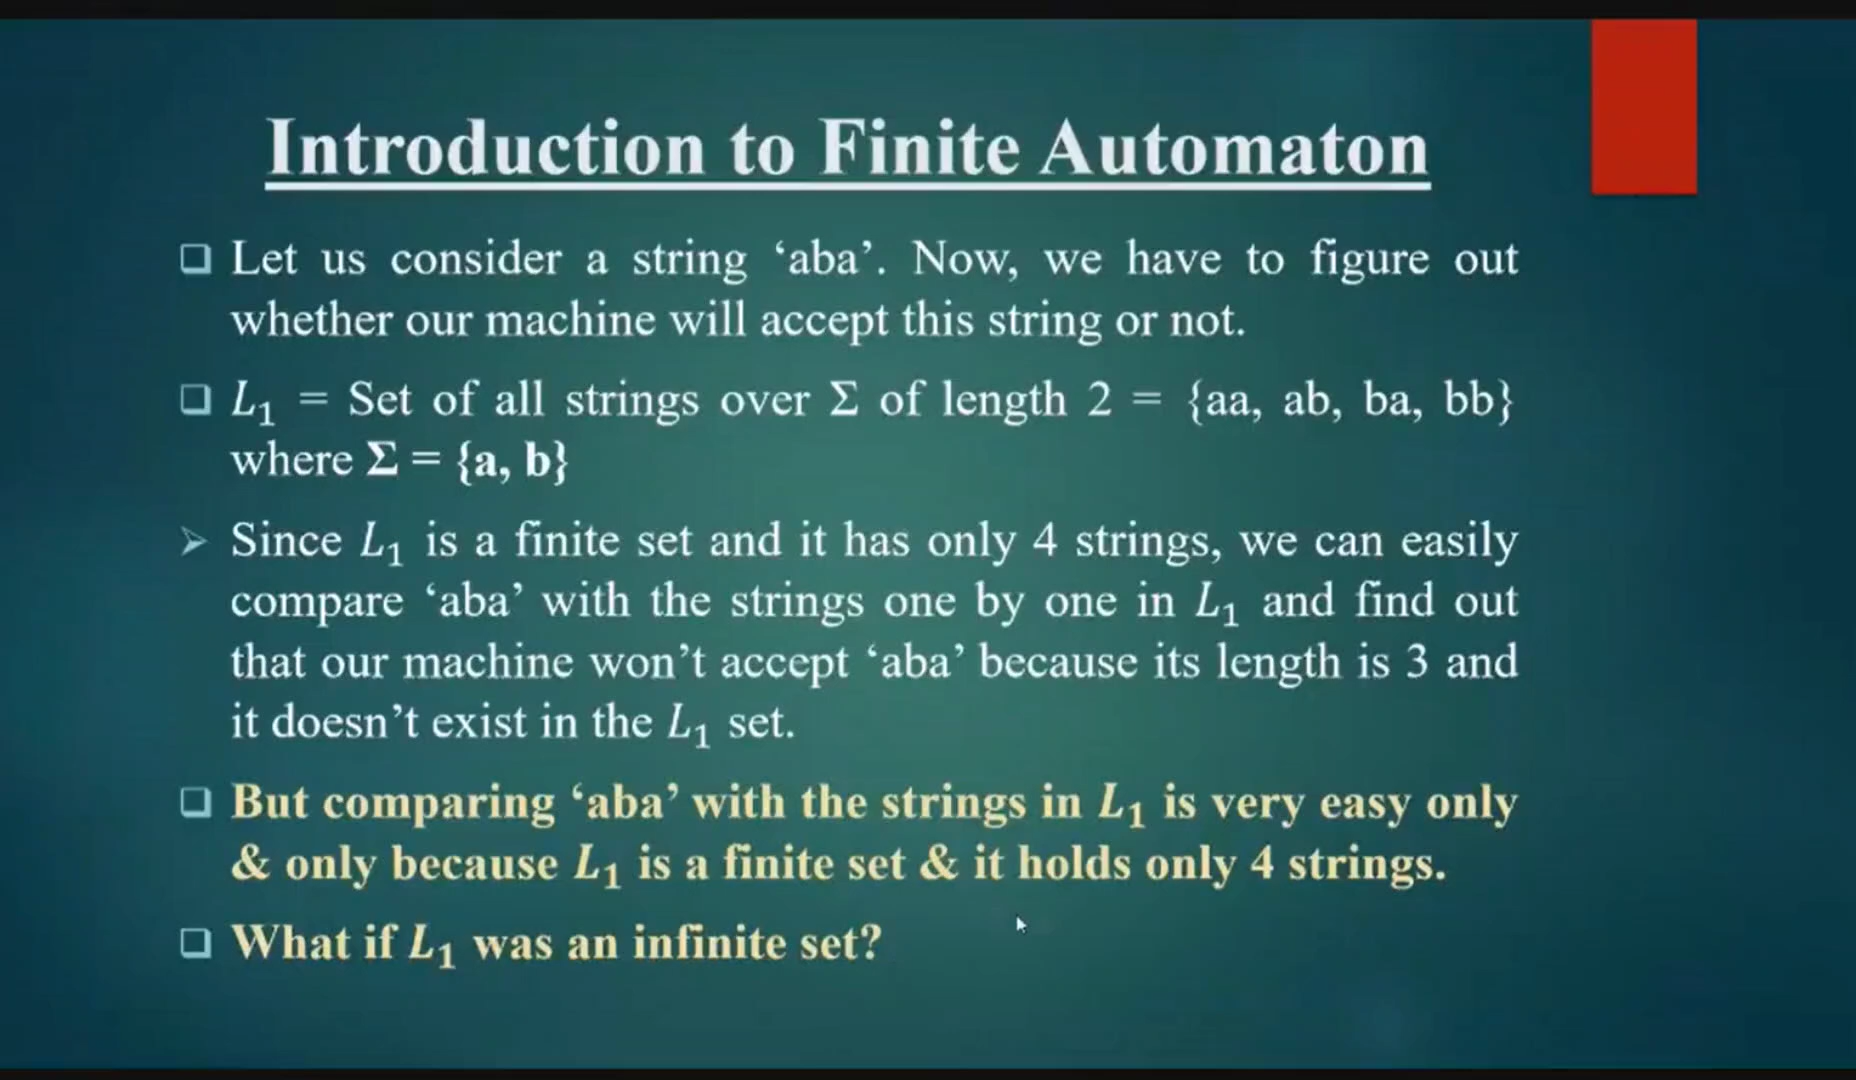 Introduction to Finite Automaton
❑ Let us consider a string ‘aba’. Now, we have to figure out
whether our machine will accept this string or not.
❑ L₁ = Set of all strings over Σ of length 2 = {aa, ab, ba, bb}
where Σ = {a, b}
➢ Since L₁ is a finite set and it has only 4 strings, we can easily
compare ‘aba’ with the strings one by one in L₁ and find out
that our machine won’t accept ‘aba’ because its length is 3 and
it doesn’t exist in the L₁ set.
❑ But comparing ‘aba’ with the strings in L₁ is very easy only
& only because L₁ is a finite set & it holds only 4 strings.
❑ What if L₁ was an infinite set?